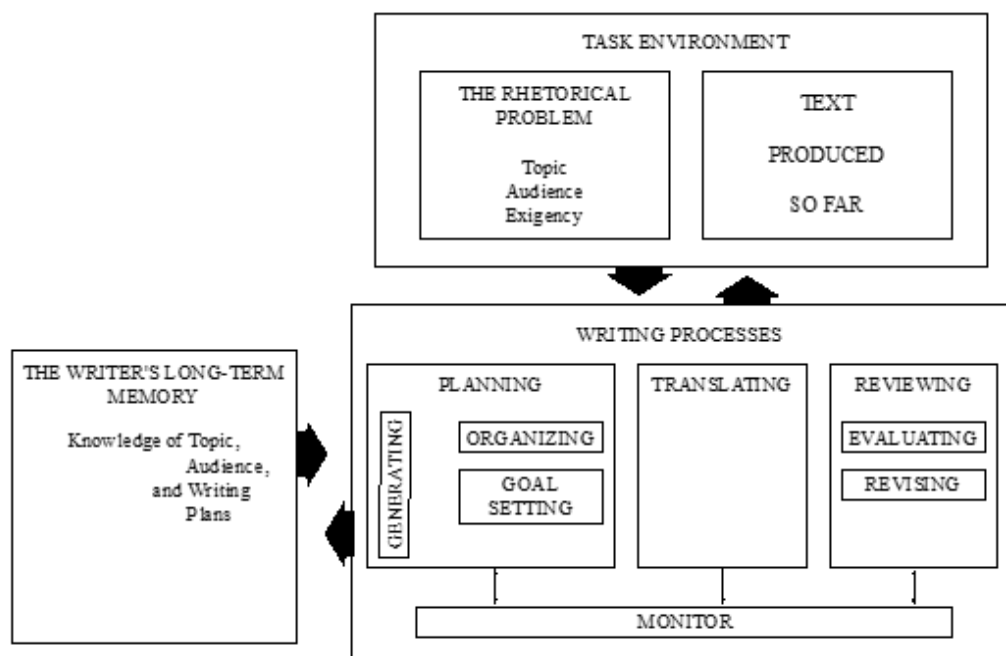 TASK ENVIRONMENT
THE RHETORICAL
PROBLEM
Topic
Audience
Exigency
TEXT
PRODUCED
SO FAR
WRITING PROCESSES
THE WRITER'S LONG-TERM
MEMORY
Knowledge of Topic,
Audience,
and Writing
Plans
PLANNING
GENERATING
ORGANIZING
GOAL
SETTING
TRANSLATING
REVIEWING
EVALUATING
REVISING
MONITOR